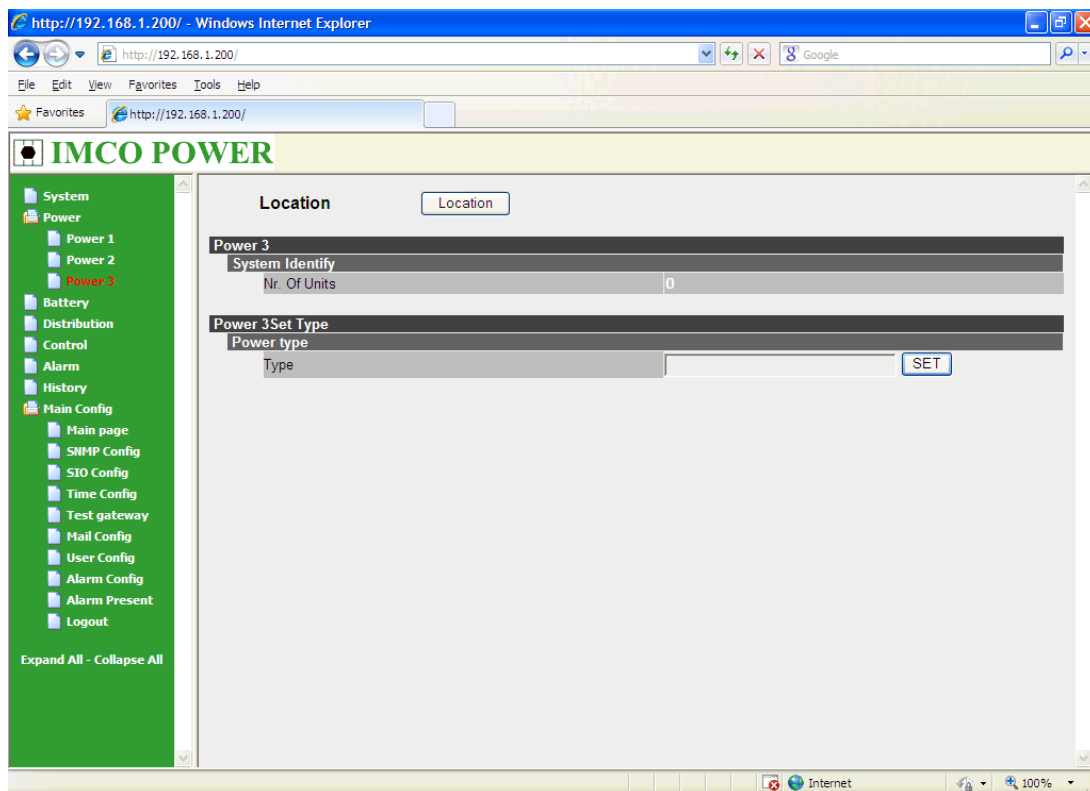 http://192.168.1.200/ - Windows Internet Explorer
http://192.168.1.200/
Google
File Edit View Favorites Tools Help
Favorites
http://192.168.1.200/
IMCO POWER
System
Power
Power 1
Power 2
Power 3
Battery
Distribution
Control
Alarm
History
Main Config
Main page
SNMP Config
SIO Config
Time Config
Test gateway
Mail Config
User Config
Alarm Config
Alarm Present
Logout
Expand All - Collapse All
Location Location
Power 3
System Identify
Nr. Of Units 0
Power 3Set Type
Power type
Type SET
Internet 100%